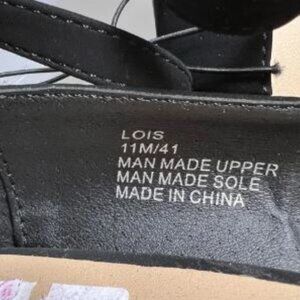 LOIS
11M/41
MAN MADE UPPER
MAN MADE SOLE
MADE IN CHINA